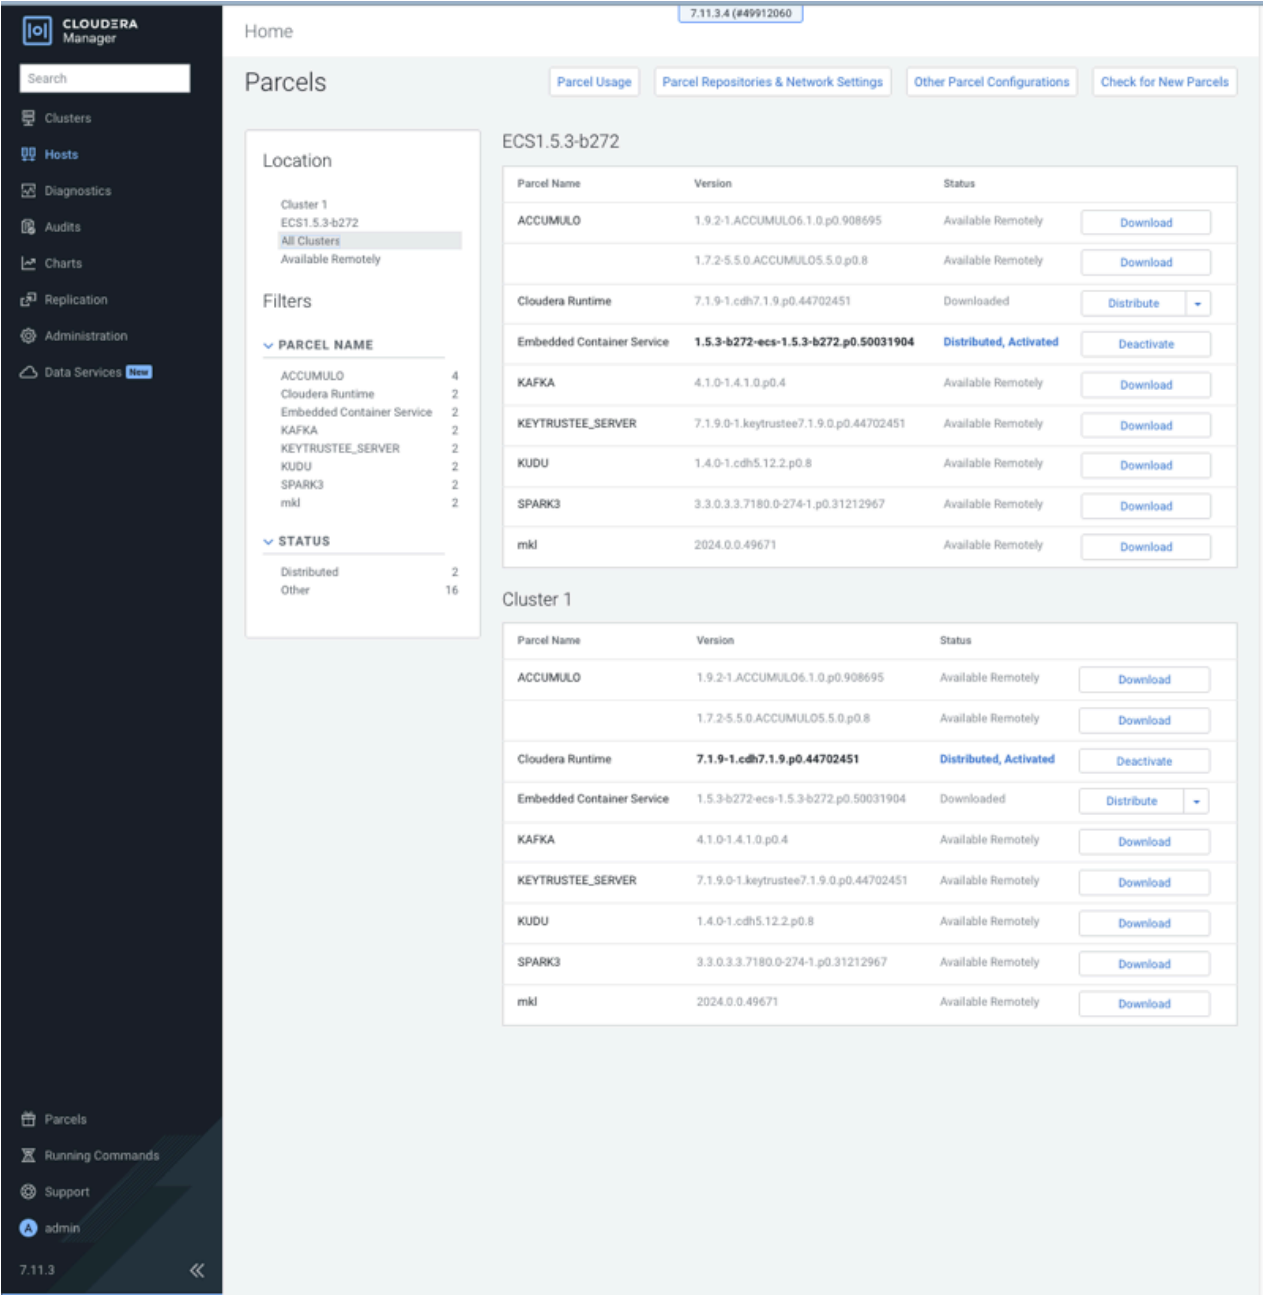 CLOUDERA
Manager
Search
Clusters
Hosts
Diagnostics
Audits
Charts
Replication
Administration
Data Services New
Parcels
Running Commands
Support
A admin
7.11.3
7.11.3.4 (#49912060
Home
Parcels
Parcel Usage
Parcel Repositories & Network Settings
Other Parcel Configurations
Check for New Parcels
Location
Cluster 1
ECS1.5.3-b272
All Clusters
Available Remotely
Filters
PARCEL NAME
ACCUMULO 4
Cloudera Runtime 2
Embedded Container Service 2
KAFKA 2
KEYTRUSTEE_SERVER 2
KUDU 2
SPARK3 2
mkl 2
STATUS
Distributed 2
Other 16
ECS1.5.3-b272
Parcel Name Version Status
ACCUMULO 1.9.2-1.ACCUMULO6.1.0.p0.908695 Available Remotely Download
1.7.2-5.5.0.ACCUMULO5.5.0.p0.8 Available Remotely Download
Cloudera Runtime 7.1.9-1.cdh7.1.9.p0.44702451 Downloaded Distribute
Embedded Container Service 1.5.3-b272-ecs-1.5.3-b272.p0.50031904 Distributed, Activated Deactivate
KAFKA 4.1.0-1.4.1.0.p0.4 Available Remotely Download
KEYTRUSTEE_SERVER 7.1.9.0-1.keytrustee7.1.9.0.p0.44702451 Available Remotely Download
KUDU 1.4.0-1.cdh5.12.2.p0.8 Available Remotely Download
SPARK3 3.3.0.3.3.7180.0-274-1.p0.31212967 Available Remotely Download
mkl 2024.0.0.49671 Available Remotely Download
Cluster 1
Parcel Name Version Status
ACCUMULO 1.9.2-1.ACCUMULO6.1.0.p0.908695 Available Remotely Download
1.7.2-5.5.0.ACCUMULO5.5.0.p0.8 Available Remotely Download
Cloudera Runtime 7.1.9-1.cdh7.1.9.p0.44702451 Distributed, Activated Deactivate
Embedded Container Service 1.5.3-b272-ecs-1.5.3-b272.p0.50031904 Downloaded Distribute
KAFKA 4.1.0-1.4.1.0.p0.4 Available Remotely Download
KEYTRUSTEE_SERVER 7.1.9.0-1.keytrustee7.1.9.0.p0.44702451 Available Remotely Download
KUDU 1.4.0-1.cdh5.12.2.p0.8 Available Remotely Download
SPARK3 3.3.0.3.3.7180.0-274-1.p0.31212967 Available Remotely Download
mkl 2024.0.0.49671 Available Remotely Download